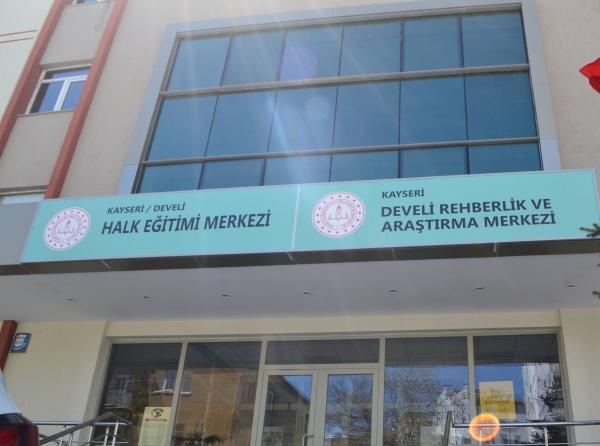 KAYSERİ / DEVELİ
HALK EĞİTİMİ MERKEZİ
KAYSERİ
DEVELİ REHBERLİK VE
ARAŞTIRMA MERKEZİ